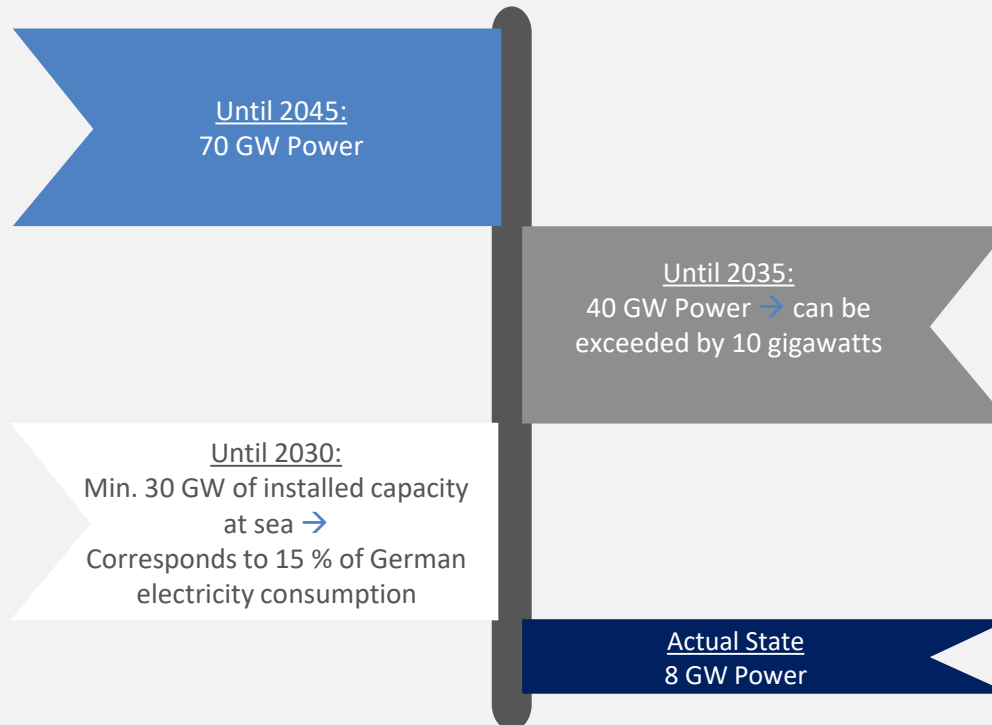 Until 2045:
70 GW Power
Until 2035:
40 GW Power → can be
exceeded by 10 gigawatts
Until 2030:
Min. 30 GW of installed capacity
at sea →
Corresponds to 15 % of German
electricity consumption
Actual State
8 GW Power